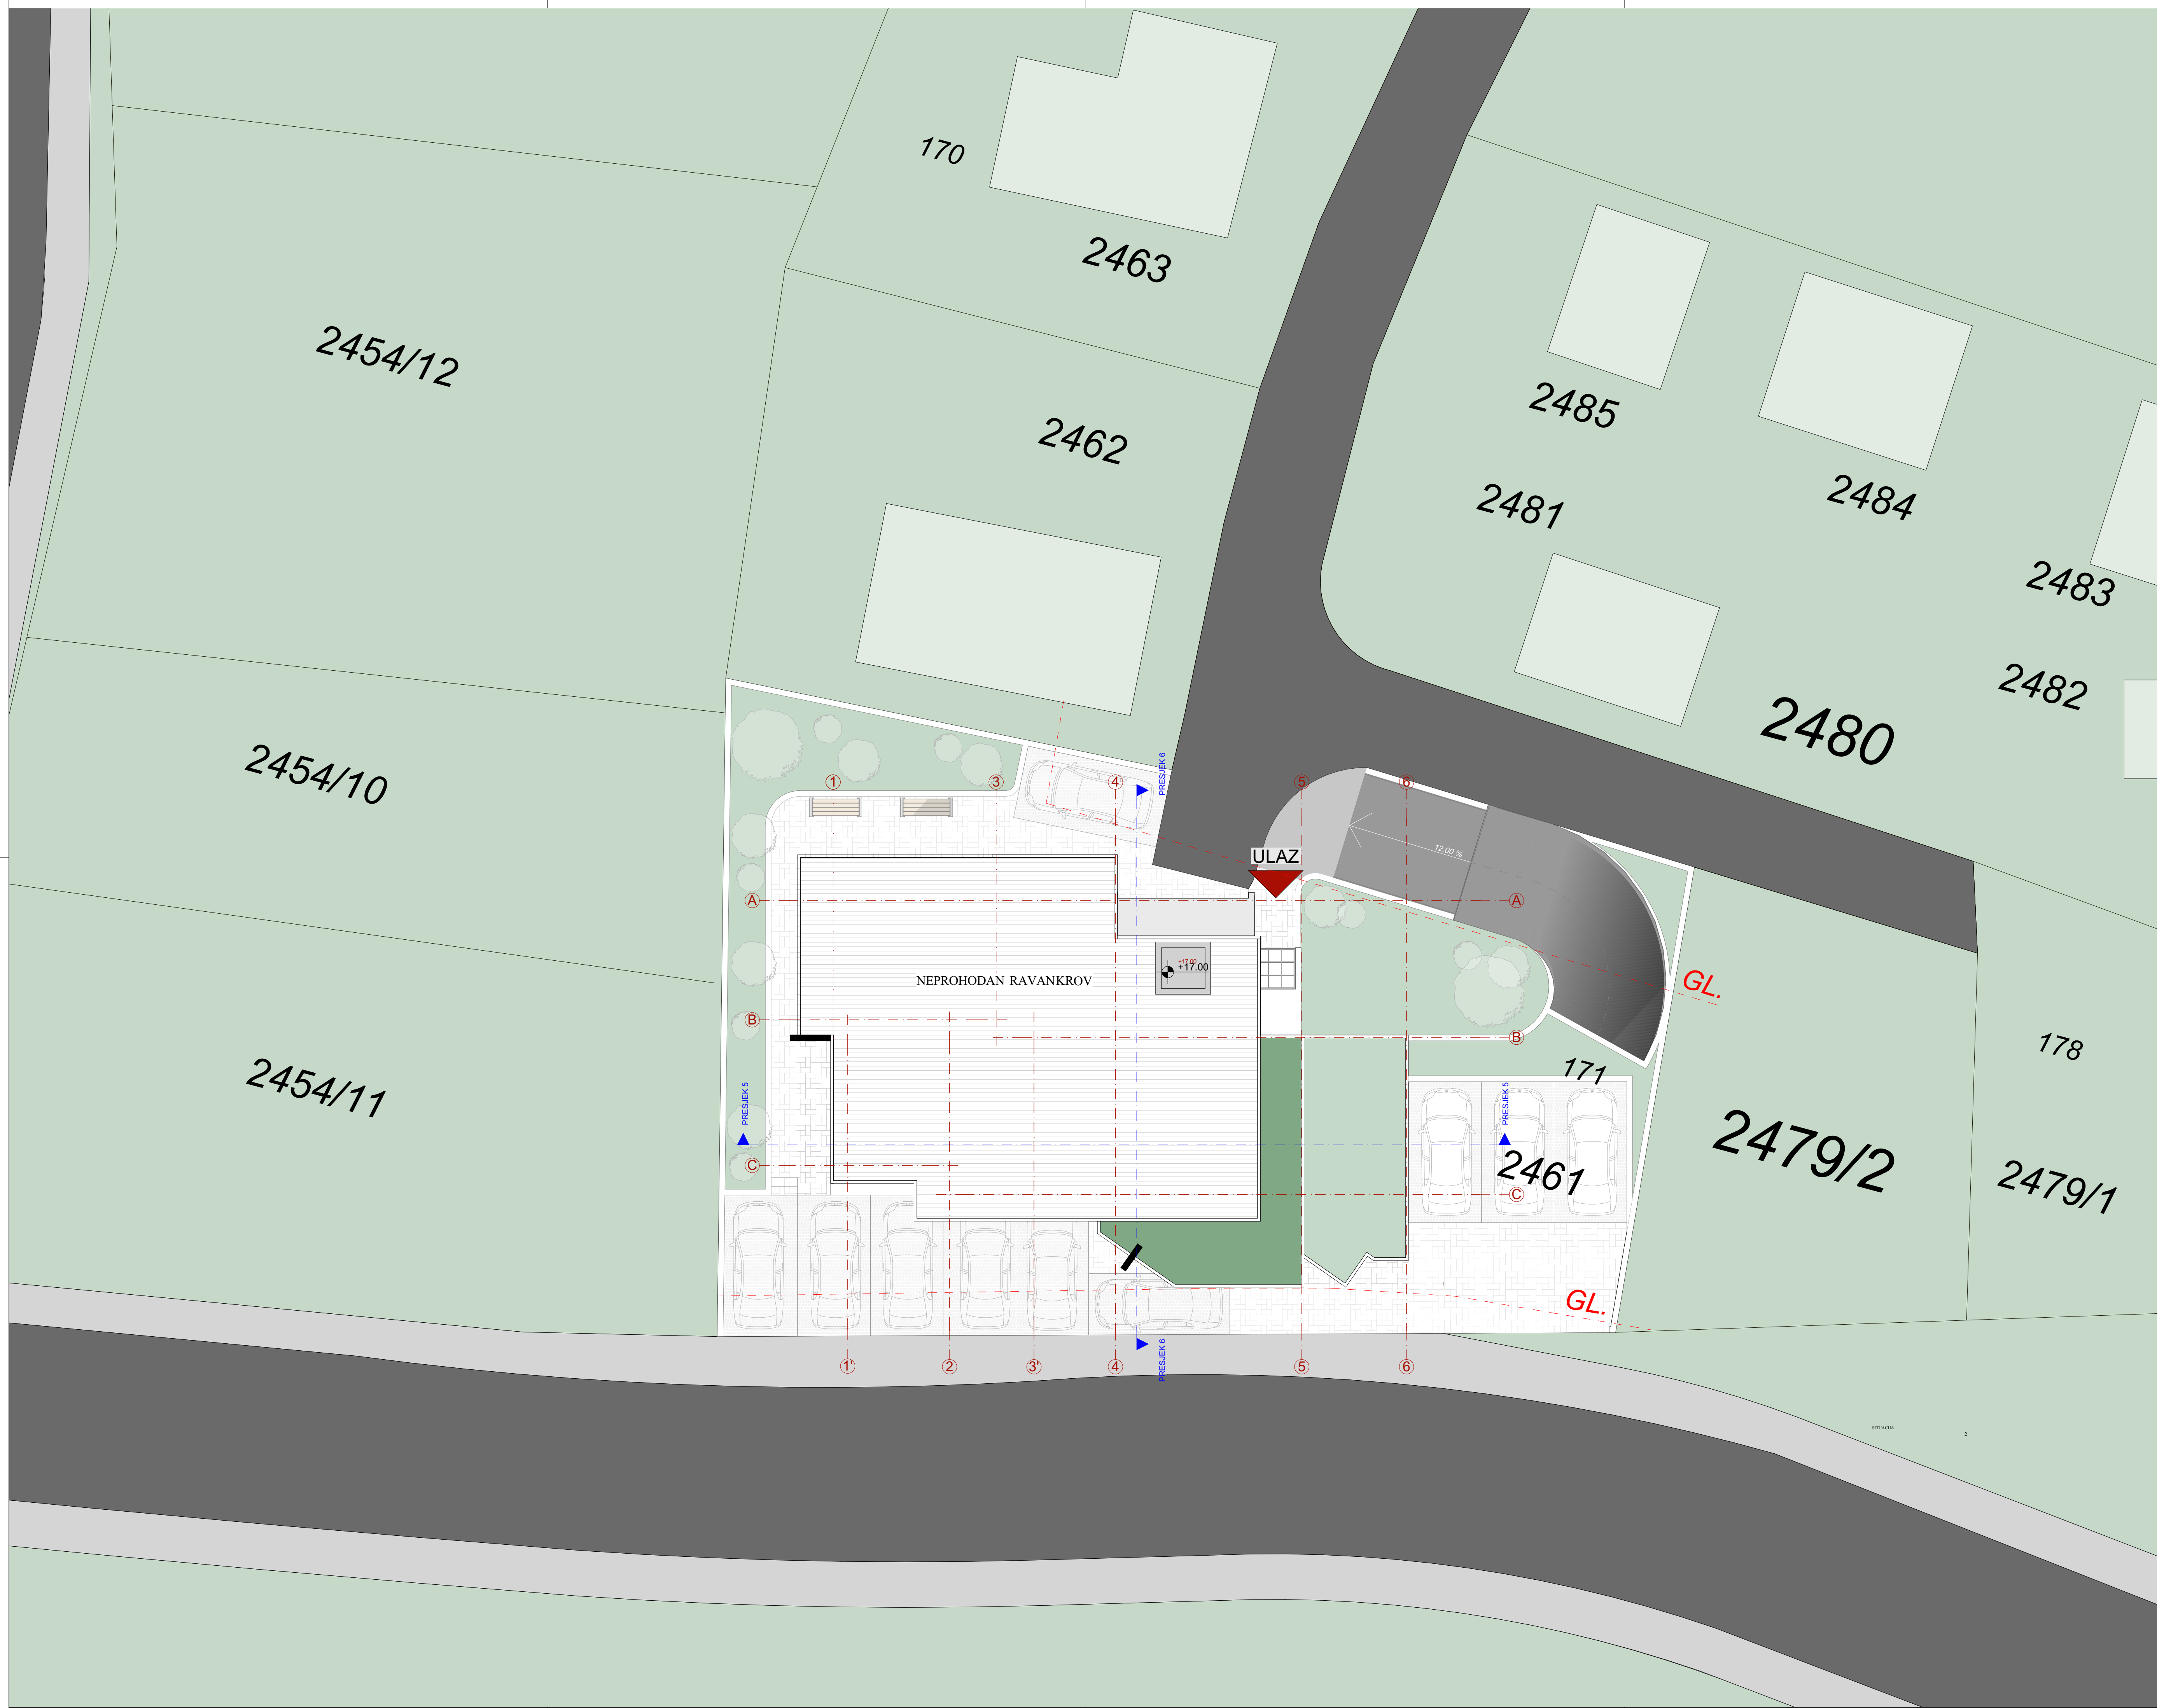 170
2463
2454/12
2462
2485
2484
2481
2483
2482
2480
2454/10
PRESJEK 6
1
3
4
5
6
12.00 %
ULAZ
A
A
+17.00
+17.00
NEPROHODAN RAVANKROV
GL.
B
B
171
178
2454/11
PRESJEK 5
PRESJEK 5
2479/2
2461
2479/1
C
C
GL.
1'
2
3'
4
5
6
PRESJEK 6
SITUACIJA
2